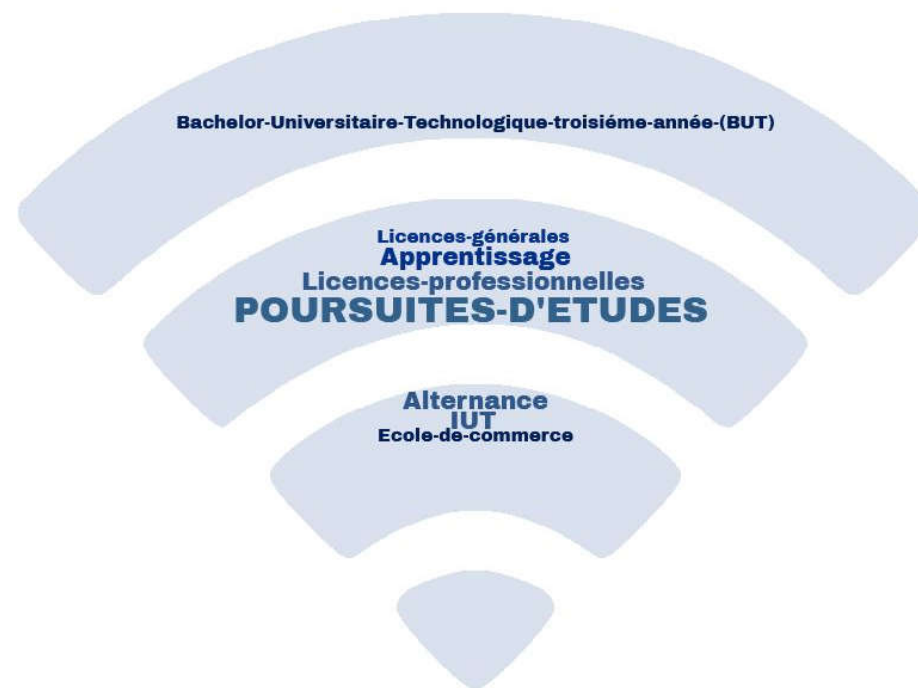 Bachelor-Universitaire-Technologique-troisiéme-année-(BUT)
Licences-générales
Apprentissage
Licences-professionnelles
POURSUITES-D'ETUDES
Alternance
IUT
Ecole-de-commerce